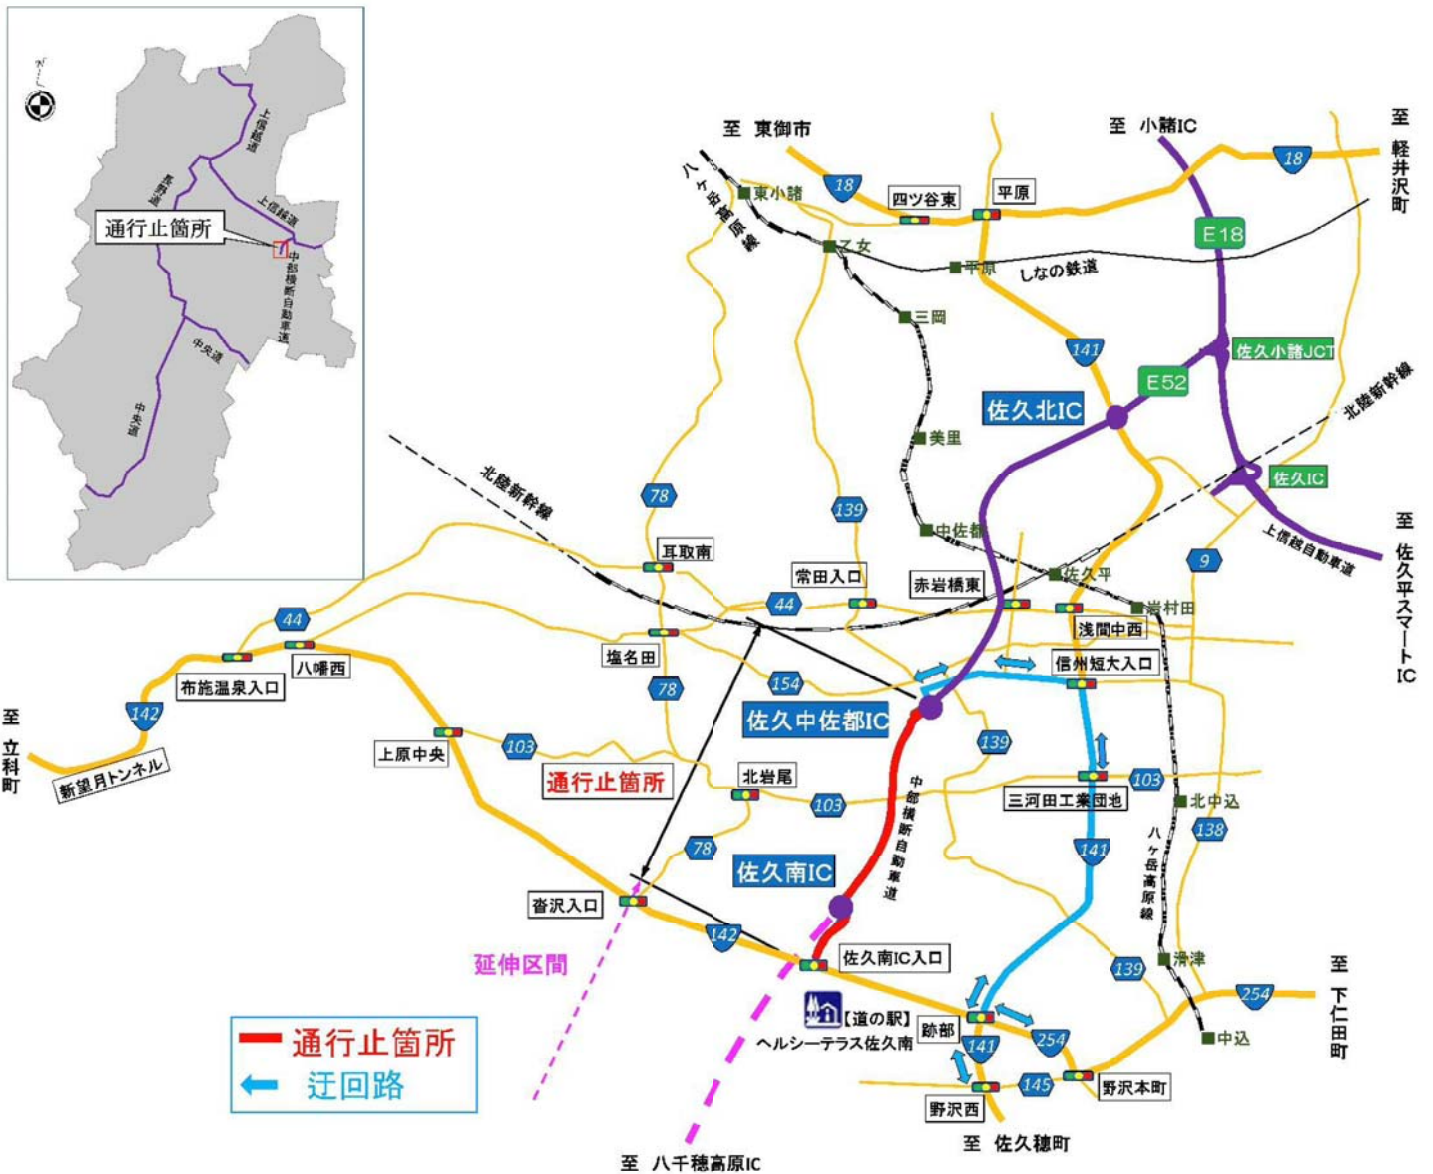 N
上信越道
長野道
上信越道
通行止箇所
中部横断自動車道
中央道
中央道
至 東御市
至 小諸IC
至 軽井沢町
八ヶ岳高原線
東小諸
18
四ツ谷東
平原
18
E18
乙女
平原
しなの鉄道
三岡
141
佐久小諸JCT
E52
佐久北IC
北陸新幹線
美里
北陸新幹線
佐久IC
78
139
中佐都
上信越自動車道
至 佐久平スマートIC
耳取南
常田入口
赤岩橋東
佐久平
9
44
44
岩村田
浅間中西
塩名田
八幡西
布施温泉入口
信州短大入口
78
154
142
佐久中佐都IC
至 立科町
新望月トンネル
上原中央
103
139
通行止箇所
北岩尾
103
103
三河田工業団地
北中込
中部横断自動車道
78
141
138
八ヶ岳高原線
佐久南IC
沓沢入口
142
延伸区間
佐久南IC入口
139
滑津
至 下仁田町
254
【道の駅】
ヘルシーテラス佐久南
跡部
141
254
中込
通行止箇所
迂回路
145
野沢本町
野沢西
至 佐久穂町
至 八千穂高原IC